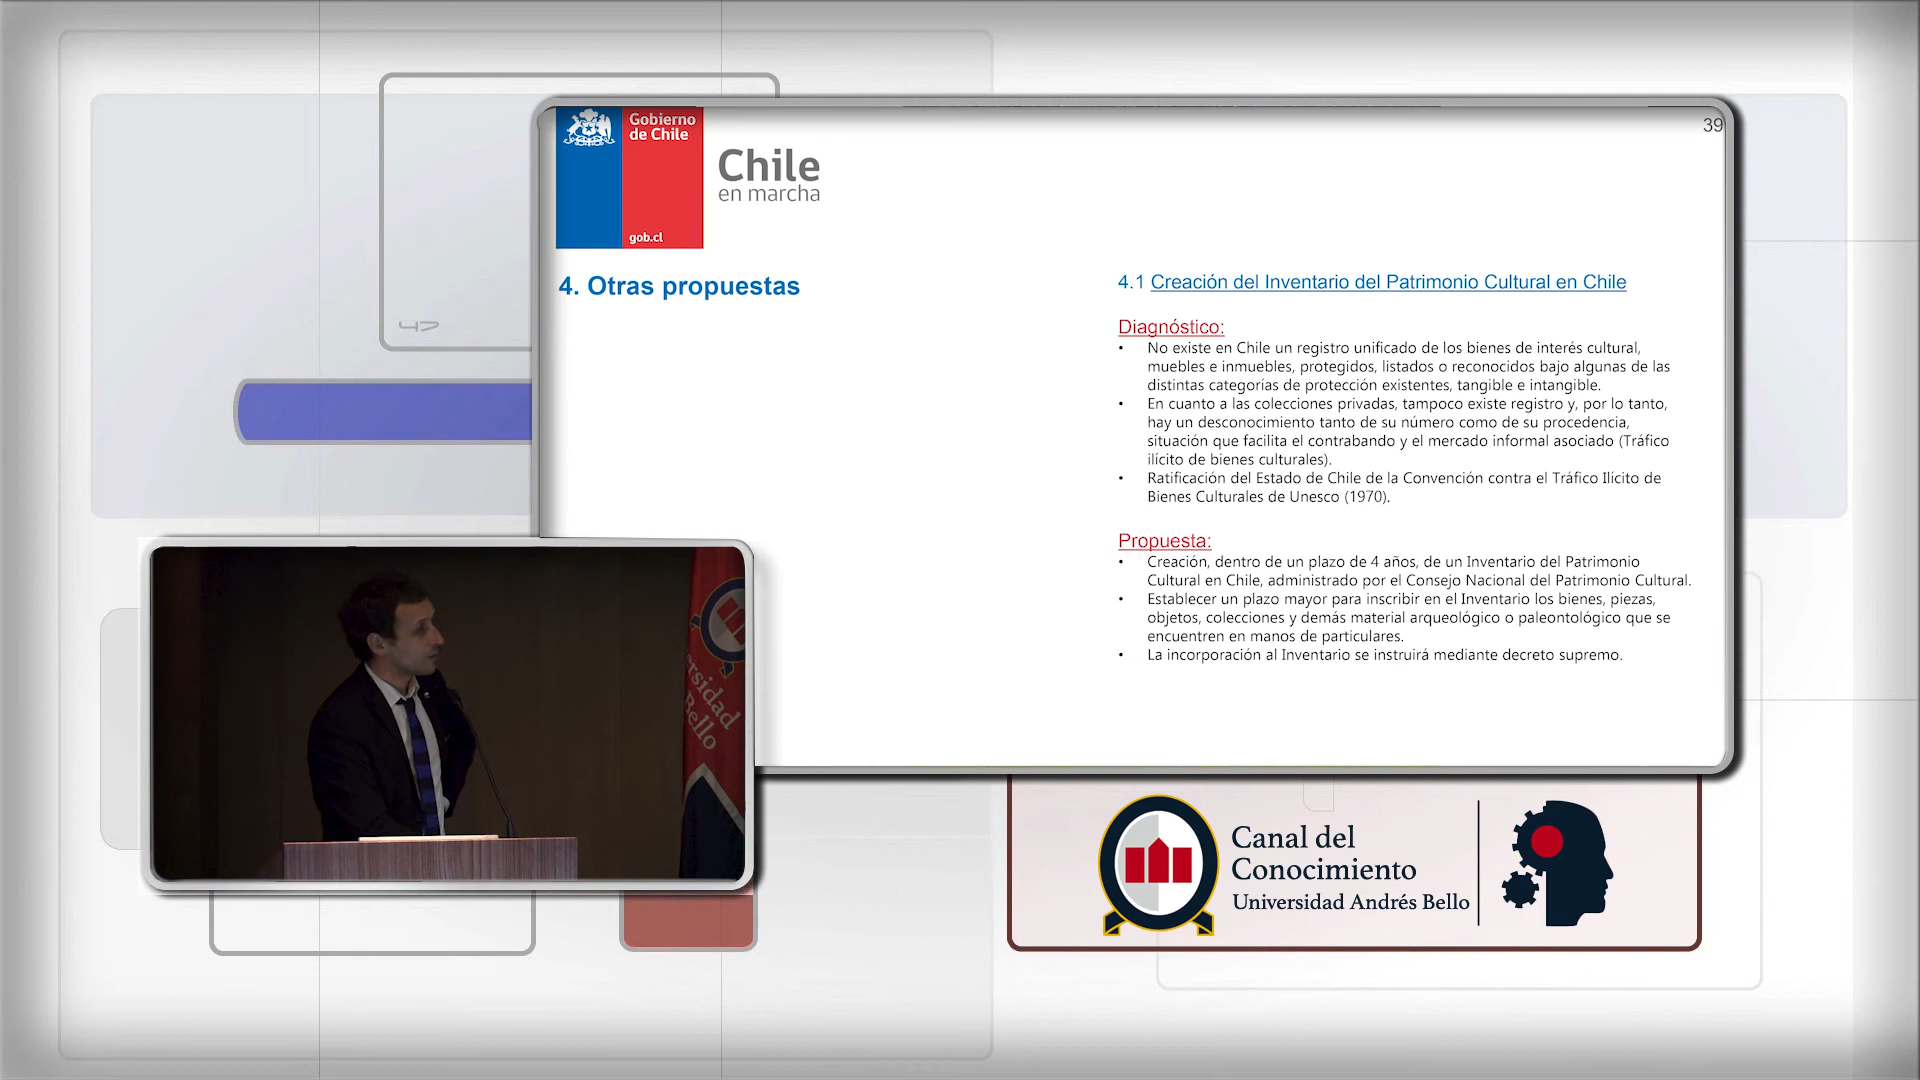 Gobierno
de Chile
gob.cl
Chile
en marcha
39
4. Otras propuestas
4.1 Creación del Inventario del Patrimonio Cultural en Chile
Diagnóstico:
• No existe en Chile un registro unificado de los bienes de interés cultural,
muebles e inmuebles, protegidos, listados o reconocidos bajo algunas de las
distintas categorías de protección existentes, tangible e intangible.
• En cuanto a las colecciones privadas, tampoco existe registro y, por lo tanto,
hay un desconocimiento tanto de su número como de su procedencia,
situación que facilita el contrabando y el mercado informal asociado (Tráfico
ilícito de bienes culturales).
• Ratificación del Estado de Chile de la Convención contra el Tráfico Ilícito de
Bienes Culturales de Unesco (1970).
Propuesta:
• Creación, dentro de un plazo de 4 años, de un Inventario del Patrimonio
Cultural en Chile, administrado por el Consejo Nacional del Patrimonio Cultural.
• Establecer un plazo mayor para inscribir en el Inventario los bienes, piezas,
objetos, colecciones y demás material arqueológico o paleontológico que se
encuentren en manos de particulares.
• La incorporación al Inventario se instruirá mediante decreto supremo.
47
ersidad
Bello
Canal del
Conocimiento
Universidad Andrés Bello